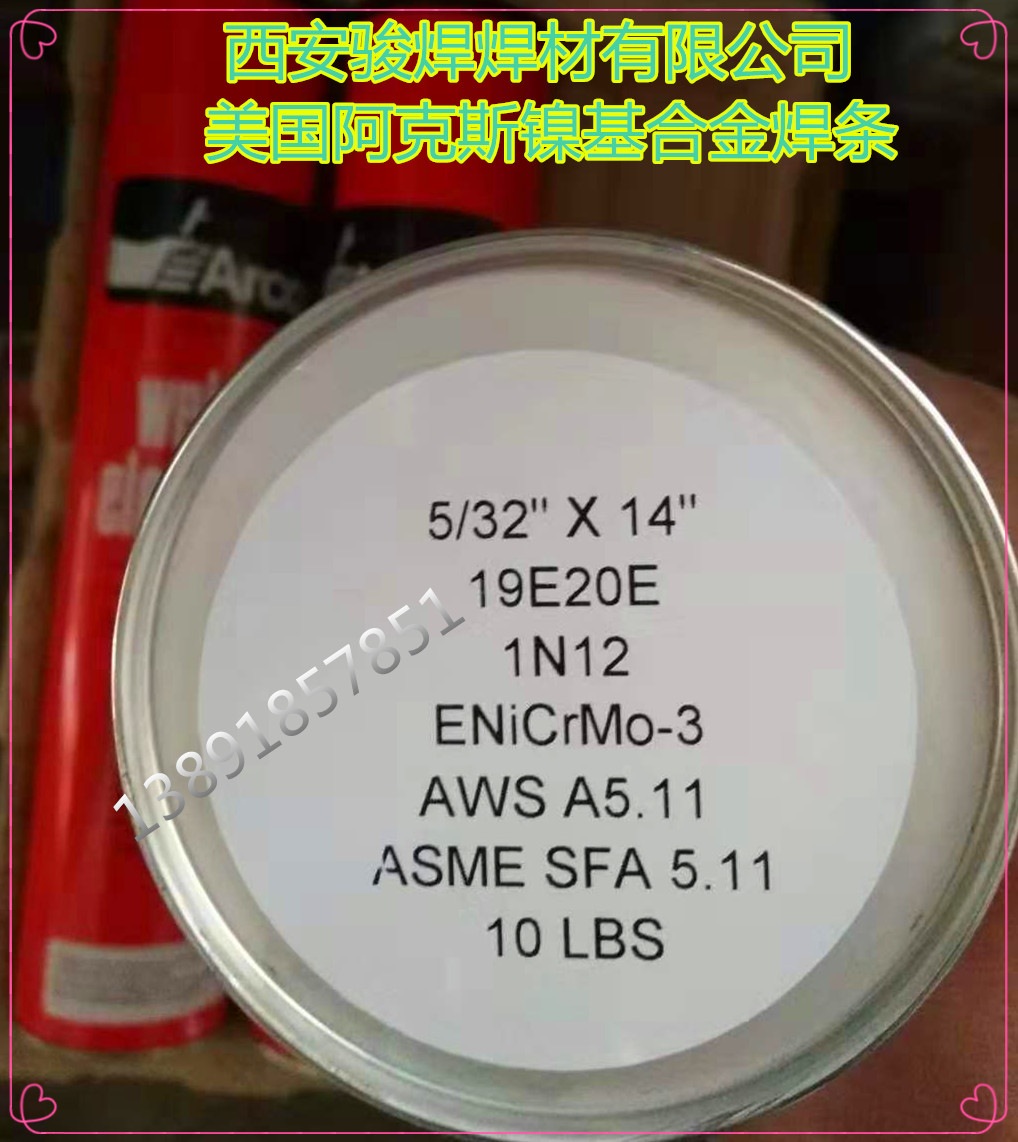 西安骏焊焊材有限公司
美国阿克斯镍基合金焊条
Arco
5/32" X 14"
19E20E
1N12
ENiCrMo-3
AWS A5.11
ASME SFA 5.11
10 LBS
13891857851